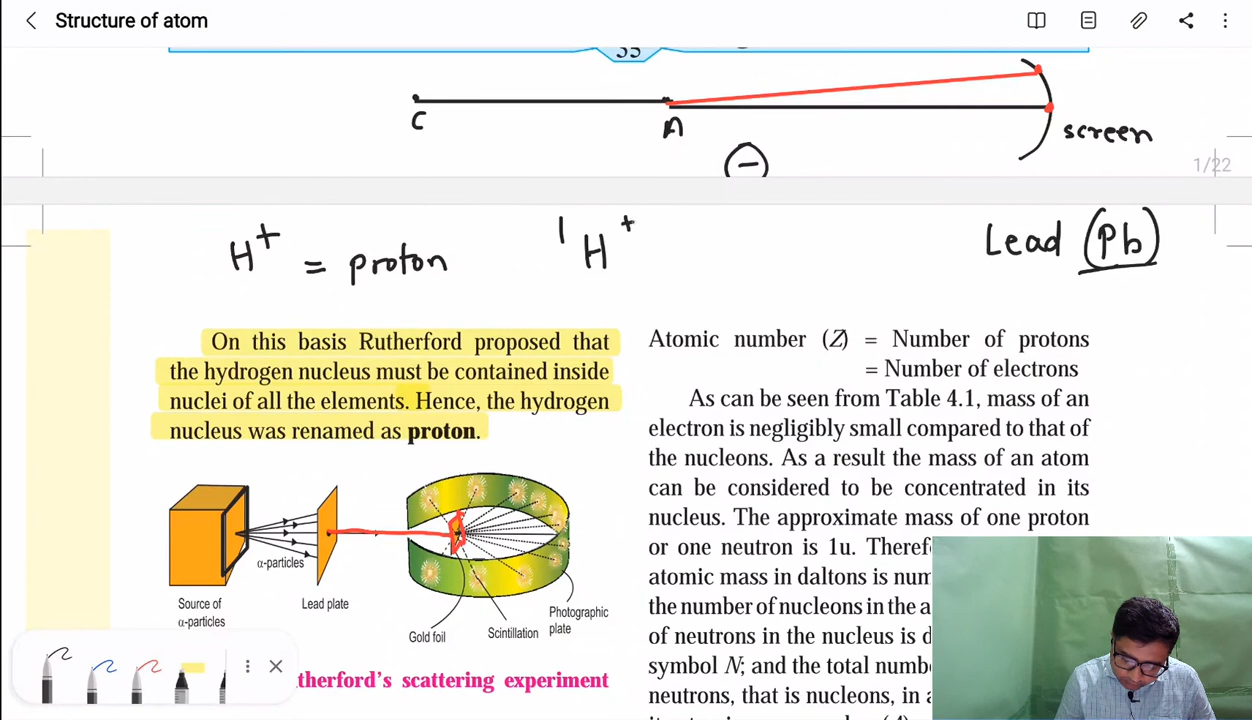 Structure of atom
33
C
A
screen
−
1/22
H+ = proton
1H+
Lead (Pb)
On this basis Rutherford proposed that
the hydrogen nucleus must be contained inside
nuclei of all the elements. Hence, the hydrogen
nucleus was renamed as proton.
α-particles
Source of
α-particles
Lead plate
Gold foil
Scintillation
Photographic
plate
therford's scattering experiment
Atomic number (Z) = Number of protons
= Number of electrons
As can be seen from Table 4.1, mass of an
electron is negligibly small compared to that of
the nucleons. As a result the mass of an atom
can be considered to be concentrated in its
nucleus. The approximate mass of one proton
or one neutron is 1u. Theref
atomic mass in daltons is num
the number of nucleons in the a
of neutrons in the nucleus is d
symbol N; and the total numb
neutrons, that is nucleons, in a